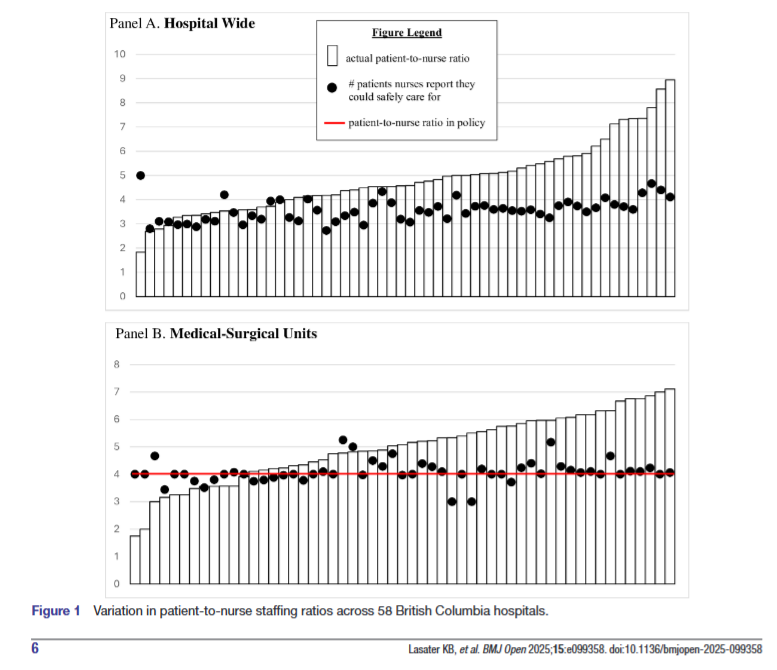 Panel A. Hospital Wide
Figure Legend
actual patient-to-nurse ratio
# patients nurses report they
could safely care for
patient-to-nurse ratio in policy
10
9
8
7
6
5
4
3
2
1
0
Panel B. Medical-Surgical Units
8
7
6
5
4
3
2
1
0
Figure 1 Variation in patient-to-nurse staffing ratios across 58 British Columbia hospitals.
6 Lasater KB, et al. BMJ Open 2025;15:e099358. doi:10.1136/bmjopen-2025-099358